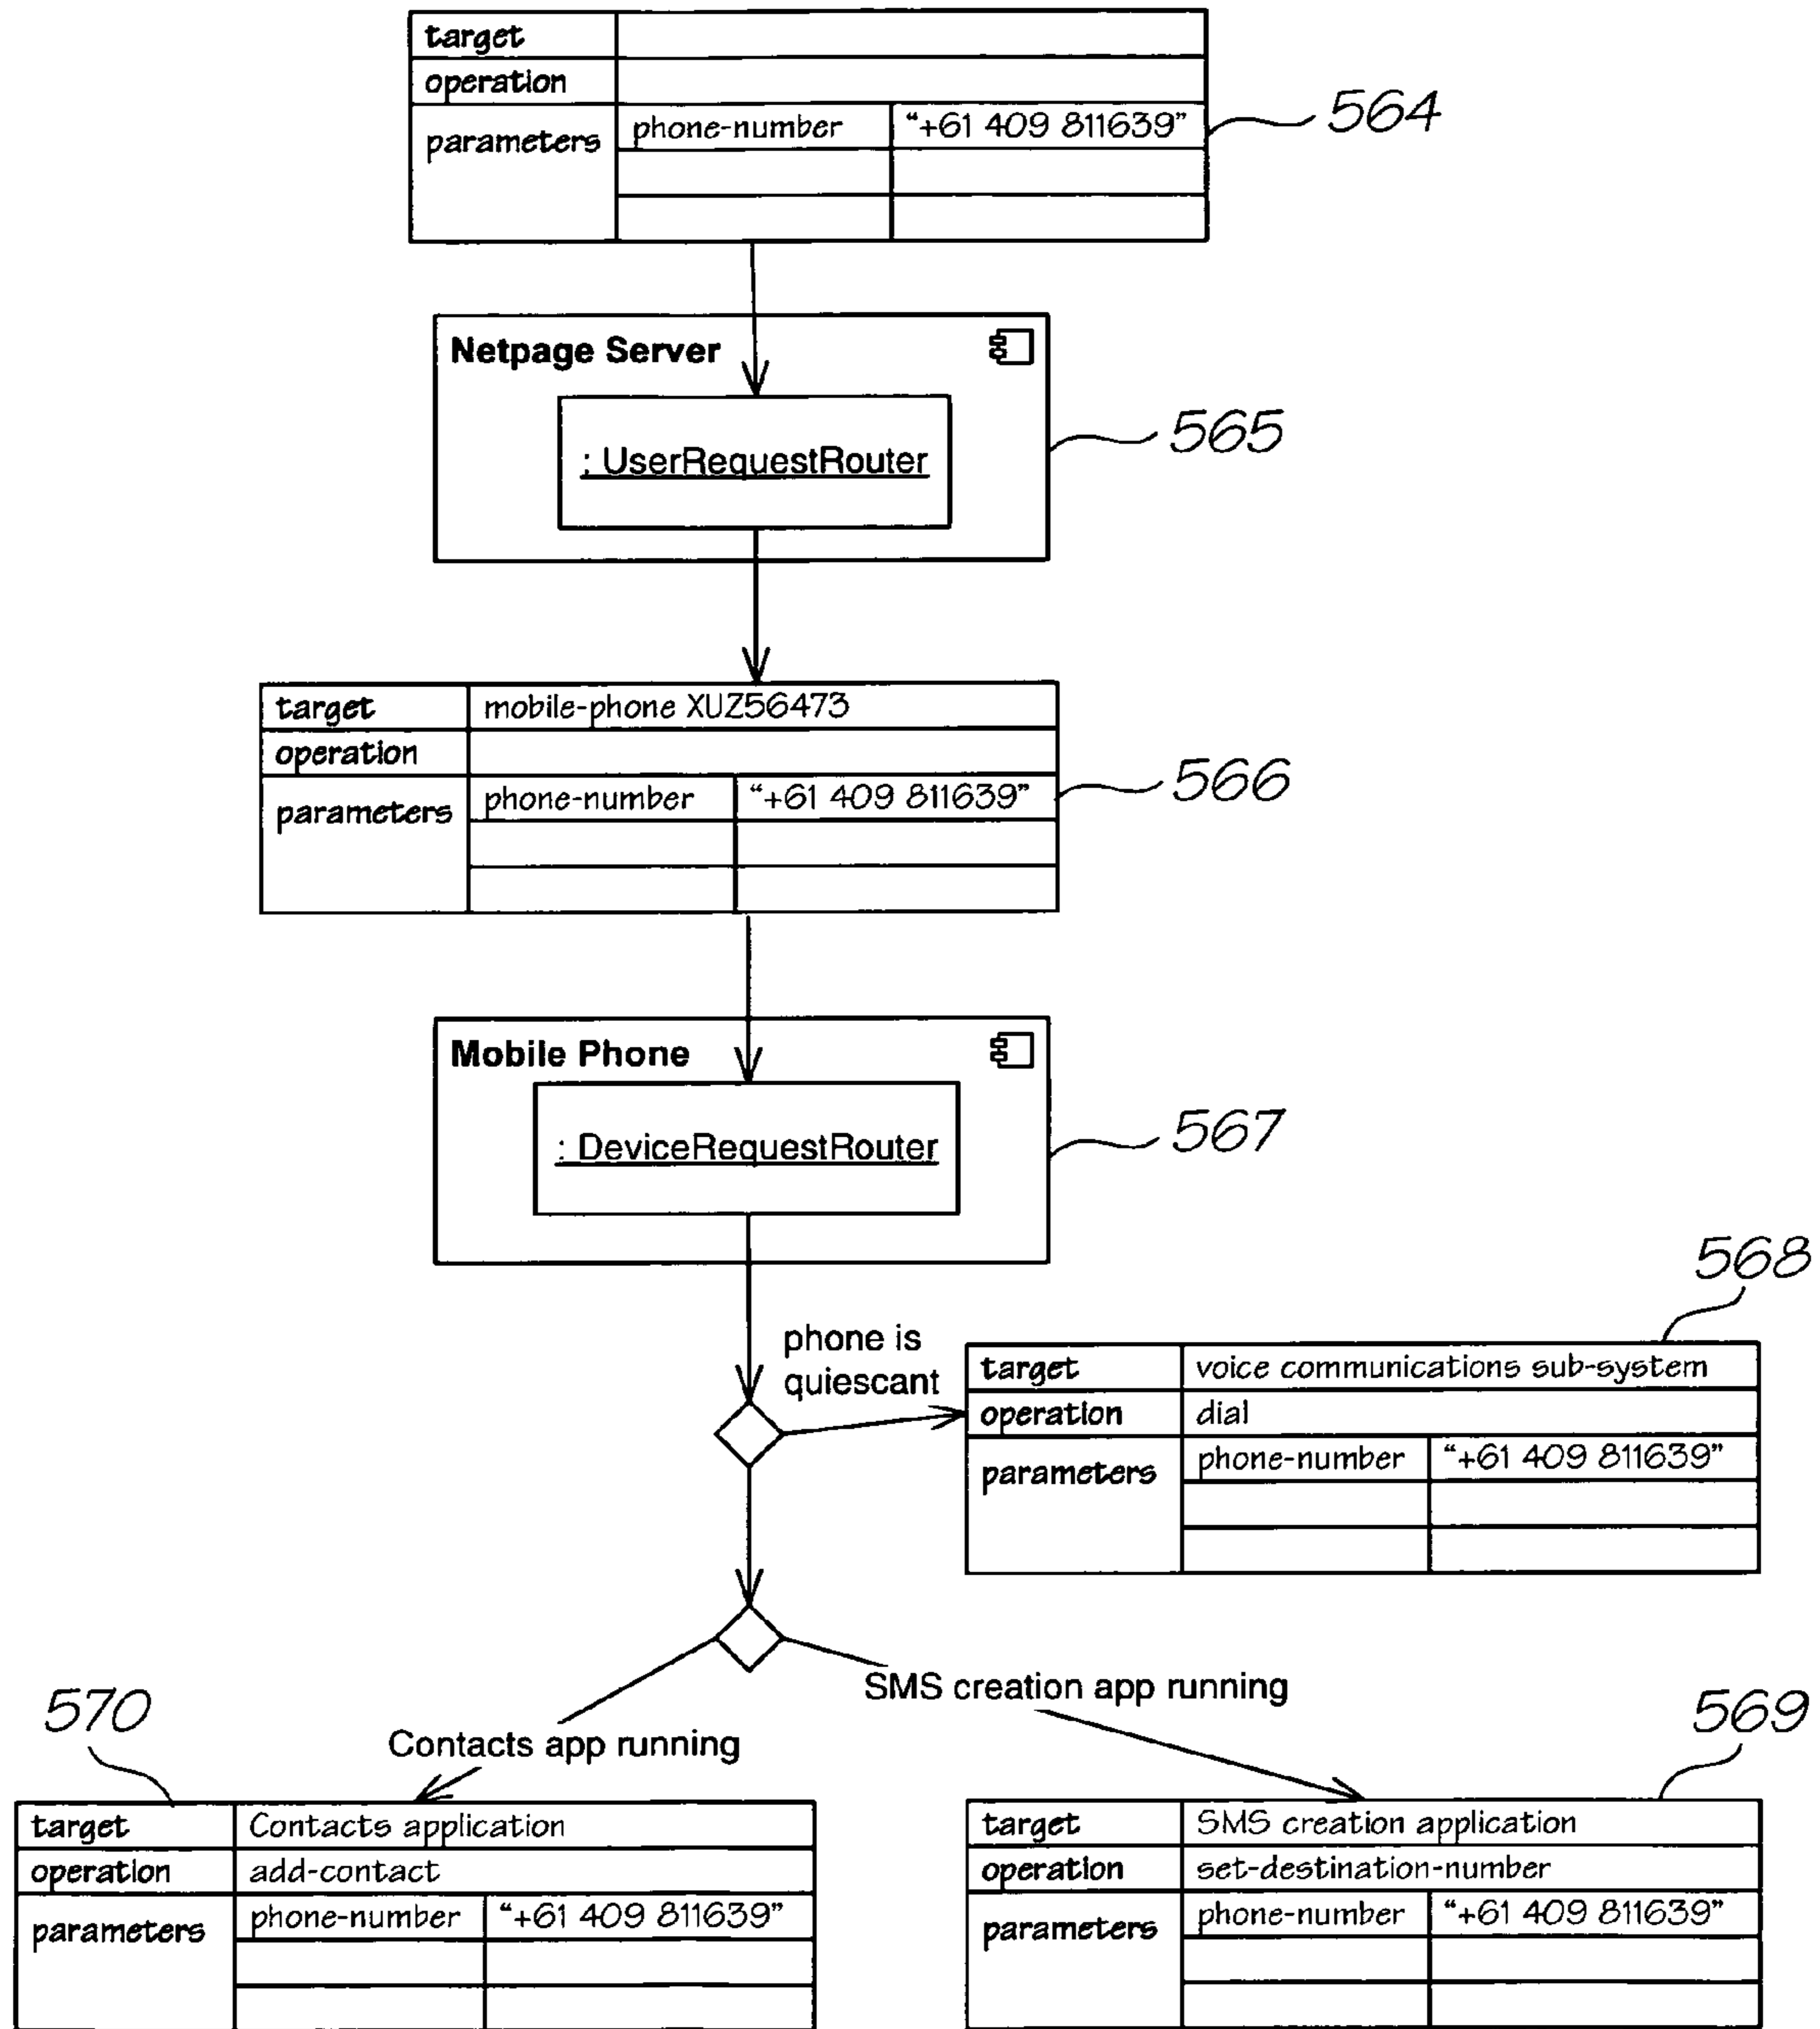 target
operation
parameters phone-number "+61 409 811639"
564
Netpage Server
: UserRequestRouter
565
target mobile-phone XUZ56473
operation
parameters phone-number "+61 409 811639"
566
Mobile Phone
: DeviceRequestRouter
567
phone is
quiescant
568
target voice communications sub-system
operation dial
parameters phone-number "+61 409 811639"
SMS creation app running
Contacts app running
570
target Contacts application
operation add-contact
parameters phone-number "+61 409 811639"
569
target SMS creation application
operation set-destination-number
parameters phone-number "+61 409 811639"